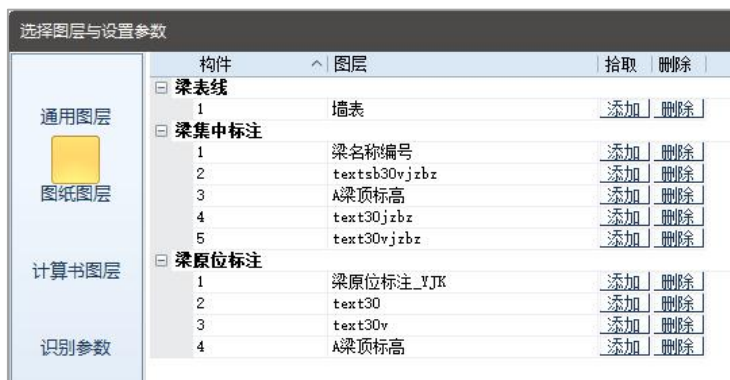 选择图层与设置参数
构件 图层 拾取 删除
梁表线
1 墙表 添加 删除
梁集中标注
1 梁名称编号 添加 删除
2 textsb30vjzbz 添加 删除
3 A梁顶标高 添加 删除
4 text30jzbz 添加 删除
5 text30vjzbz 添加 删除
梁原位标注
1 梁原位标注_YJK 添加 删除
2 text30 添加 删除
3 text30v 添加 删除
4 A梁顶标高 添加 删除
通用图层
图纸图层
计算书图层
识别参数